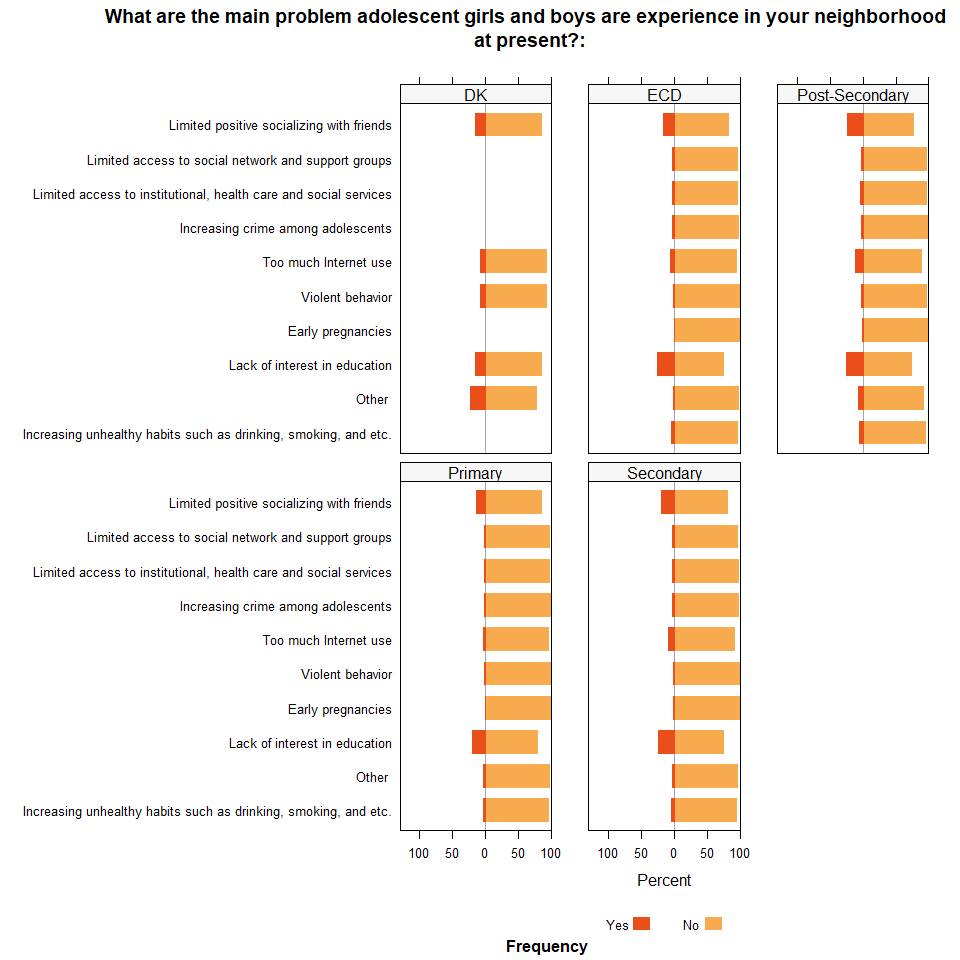 What are the main problem adolescent girls and boys are experience in your neighborhood
at present?:
DK
ECD
Post-Secondary
Limited positive socializing with friends
Limited access to social network and support groups
Limited access to institutional, health care and social services
Increasing crime among adolescents
Too much Internet use
Violent behavior
Early pregnancies
Lack of interest in education
Other
Increasing unhealthy habits such as drinking, smoking, and etc.
Primary
Secondary
Limited positive socializing with friends
Limited access to social network and support groups
Limited access to institutional, health care and social services
Increasing crime among adolescents
Too much Internet use
Violent behavior
Early pregnancies
Lack of interest in education
Other
Increasing unhealthy habits such as drinking, smoking, and etc.
100 50 0 50 100
100 50 0 50 100
Percent
Yes
No
Frequency